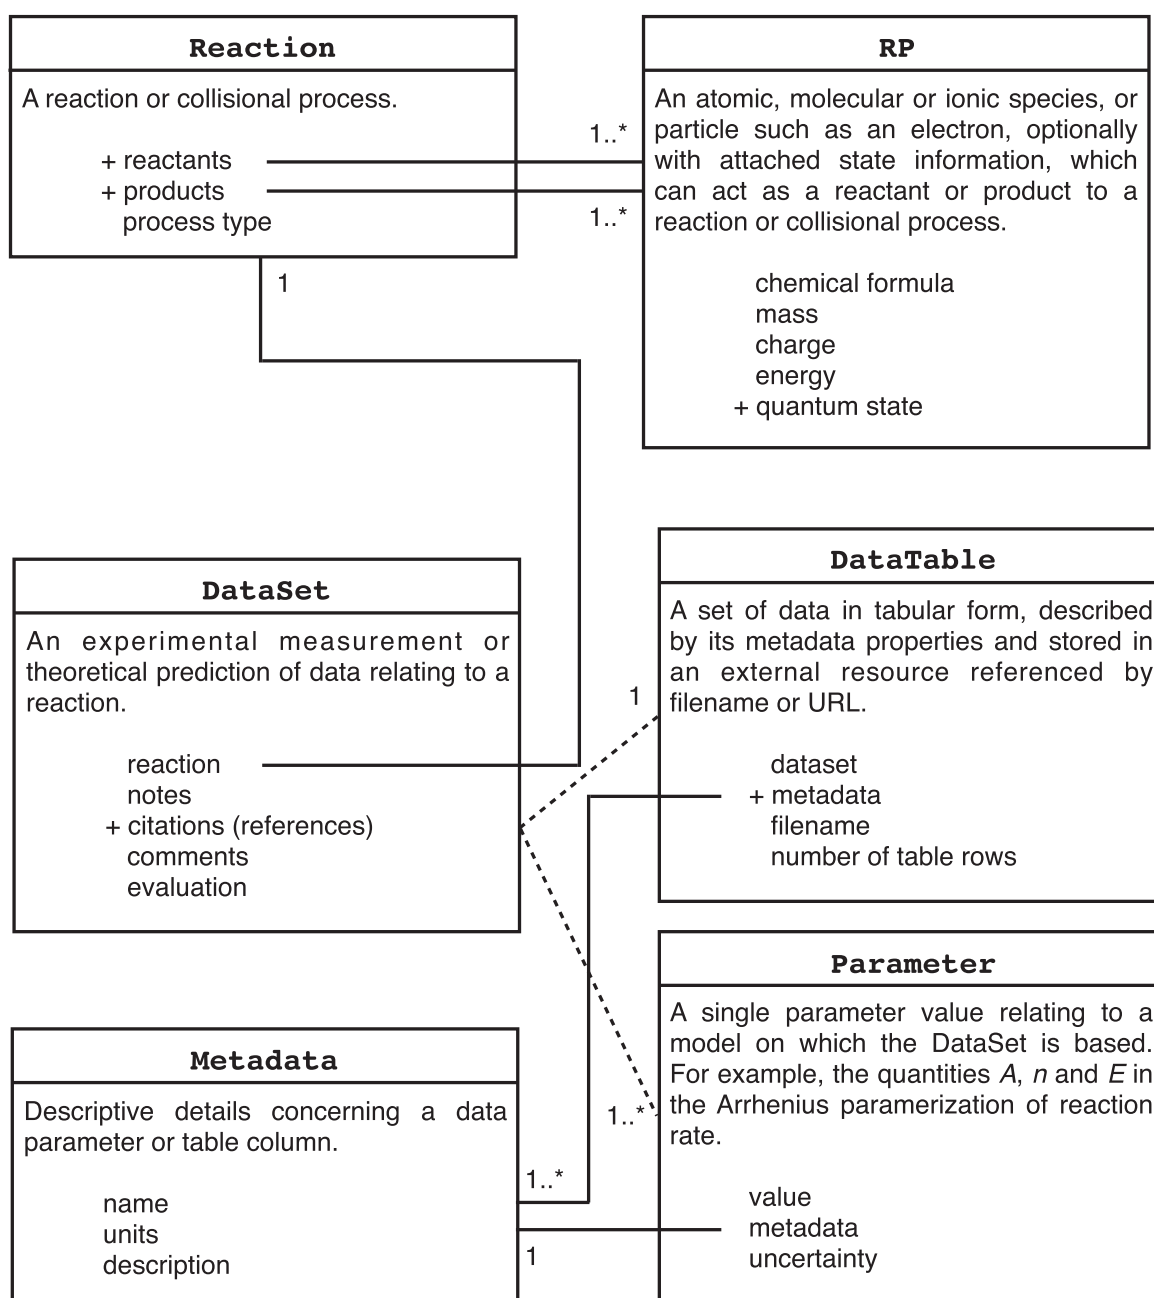 Reaction
A reaction or collisional process.
+ reactants
+ products
process type
1..*
1..*
1
RP
An atomic, molecular or ionic species, or
particle such as an electron, optionally
with attached state information, which
can act as a reactant or product to a
reaction or collisional process.
chemical formula
mass
charge
energy
+ quantum state
DataSet
An experimental measurement or
theoretical prediction of data relating to a
reaction.
reaction
notes
+ citations (references)
comments
evaluation
1
DataTable
A set of data in tabular form, described
by its metadata properties and stored in
an external resource referenced by
filename or URL.
dataset
+ metadata
filename
number of table rows
Metadata
Descriptive details concerning a data
parameter or table column.
name
units
description
1..*
1
1..*
Parameter
A single parameter value relating to a
model on which the DataSet is based.
For example, the quantities A, n and E in
the Arrhenius paramerization of reaction
rate.
value
metadata
uncertainty